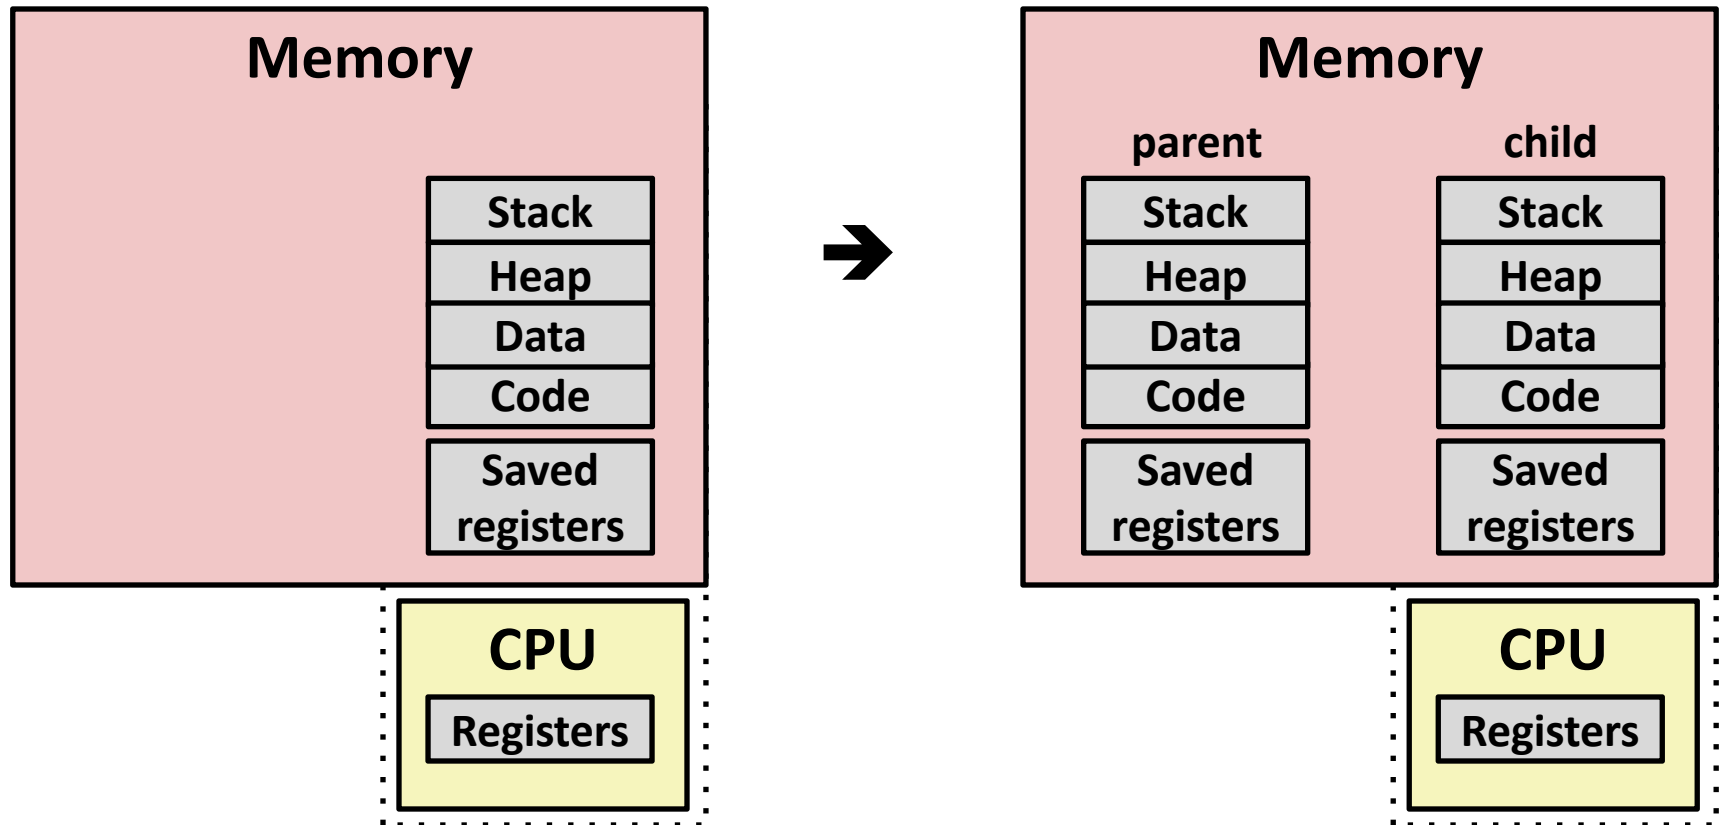 Memory
Stack
Heap
Data
Code
Saved
registers
CPU
Registers
Memory
parent
child
Stack
Heap
Data
Code
Saved
registers
Stack
Heap
Data
Code
Saved
registers
CPU
Registers